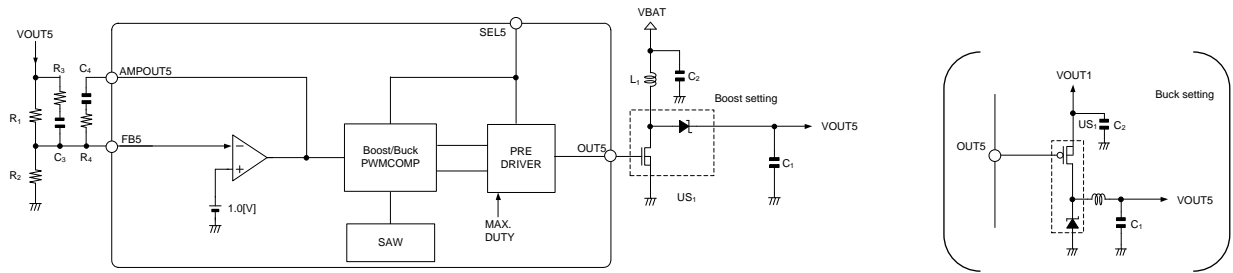 VOUT5
R3
C4
R1
C3
R4
R2
AMPOUT5
FB5
−
+
1.0[V]
Boost/Buck
PWMCOMP
SAW
PRE
DRIVER
MAX.
DUTY
SEL5
OUT5
VBAT
L1
C2
Boost setting
VOUT5
C1
US1
VOUT1
Buck setting
US1
C2
OUT5
VOUT5
C1